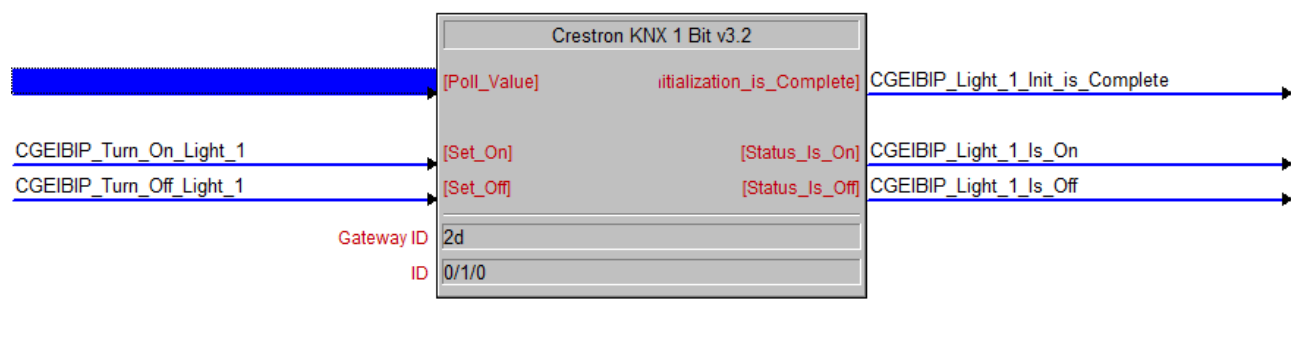 Crestron KNX 1 Bit v3.2
[Poll_Value] itialization_is_Complete] CGEIBIP_Light_1_Init_is_Complete
CGEIBIP_Turn_On_Light_1 [Set_On] [Status_Is_On] CGEIBIP_Light_1_Is_On
CGEIBIP_Turn_Off_Light_1 [Set_Off] [Status_Is_Off] CGEIBIP_Light_1_Is_Off
Gateway ID 2d
ID 0/1/0